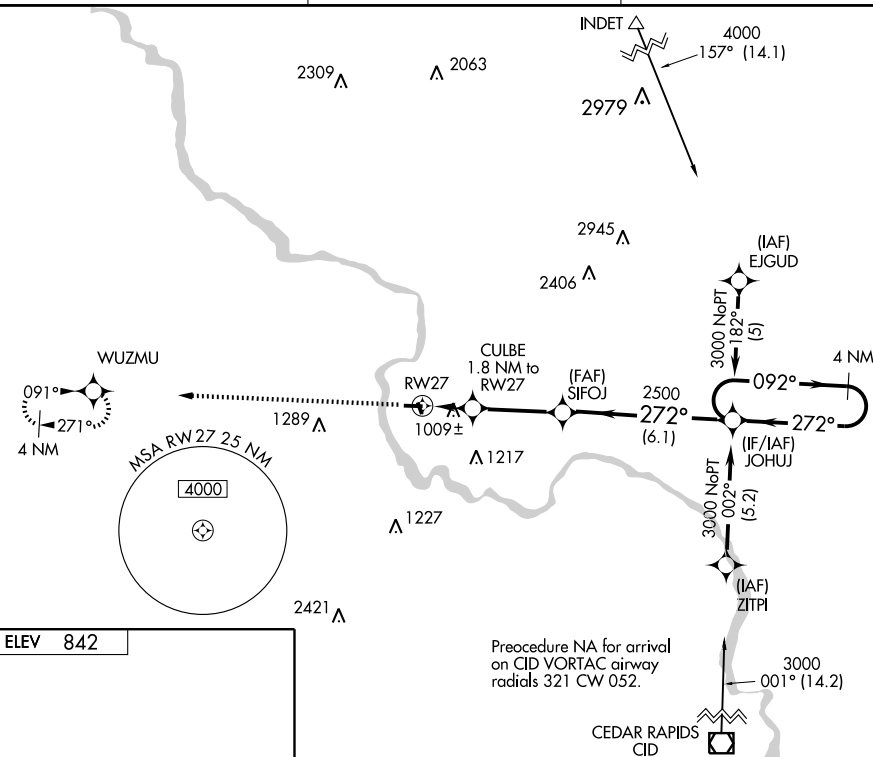 INDET
4000
157° (14.1)
2309
2063
2979
2945
2406
(IAF)
EJGUD
3000 NoPT
182°
(5)
4 NM
092°
WUZMU
091°
271°
4 NM
CULBE
1.8 NM to
RW27
RW27
(FAF)
SIFOJ
2500
272°
(6.1)
272°
(IF/IAF)
JOHUJ
1289
1009±
1217
MSA RW27 25 NM
4000
1227
3000 NoPT
002°
(5.2)
(IAF)
ZITPI
2421
ELEV 842
Preocedure NA for arrival
on CID VORTAC airway
radials 321 CW 052.
3000
001° (14.2)
CEDAR RAPIDS
CID